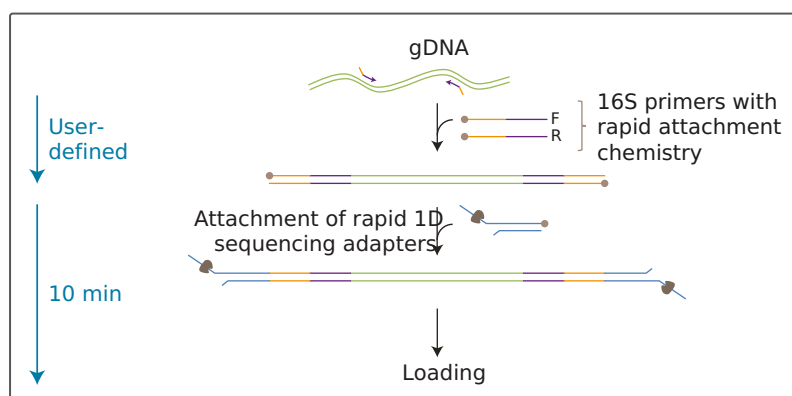 gDNA
User-
defined
F
R
16S primers with
rapid attachment
chemistry
Attachment of rapid 1D
sequencing adapters
10 min
Loading